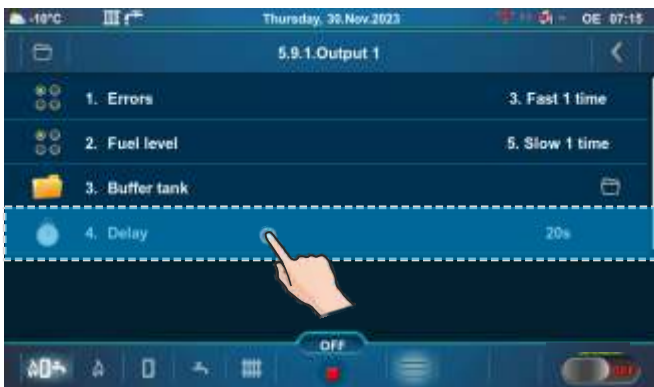 -10°C Thursday, 30.Nov.2023 OE 07:15
5.9.1.Output 1
1. Errors 3. Fast 1 time
2. Fuel level 5. Slow 1 time
3. Buffer tank
4. Delay 20s
OFF
OFF